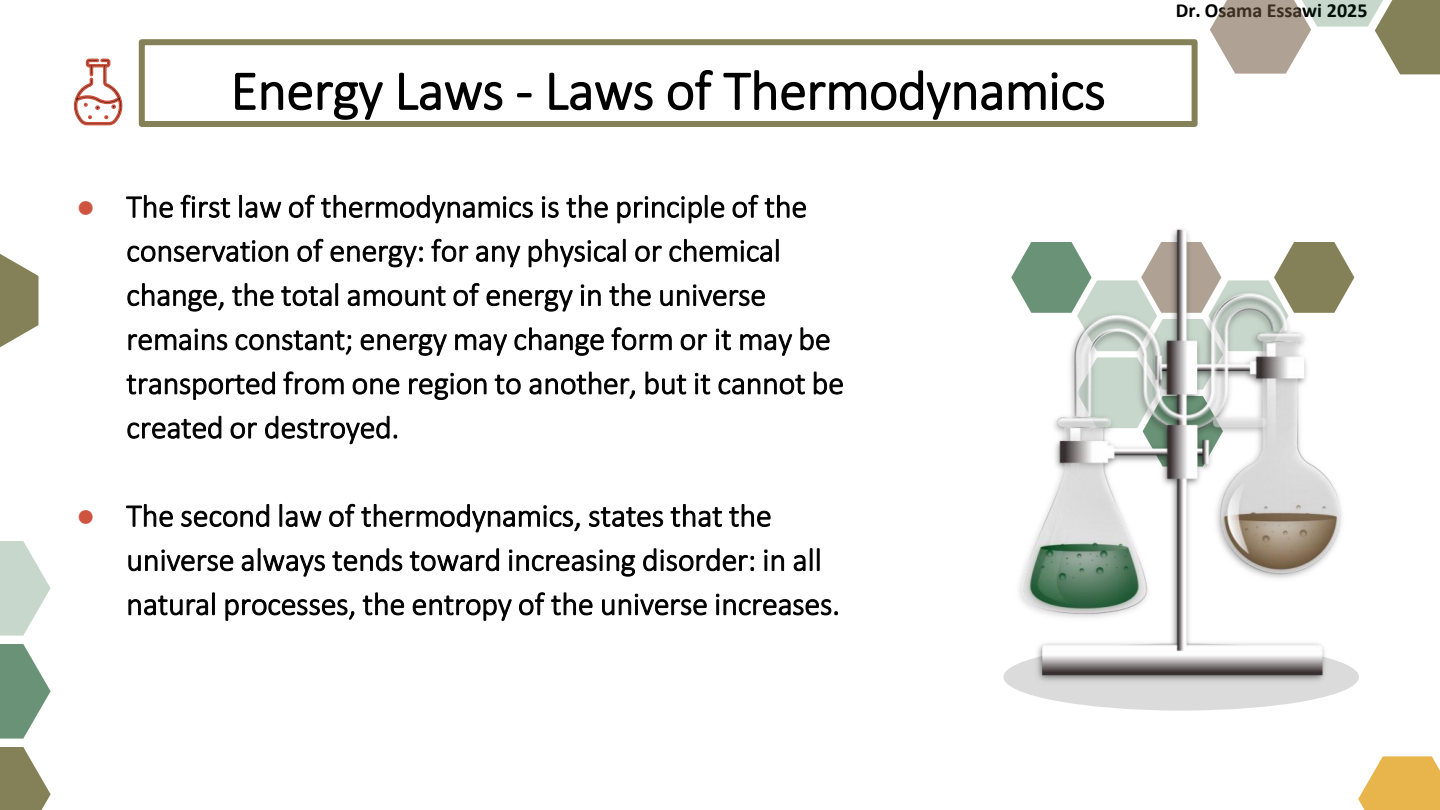 Dr. Osama Essawi 2025
Energy Laws - Laws of Thermodynamics
● The first law of thermodynamics is the principle of the
conservation of energy: for any physical or chemical
change, the total amount of energy in the universe
remains constant; energy may change form or it may be
transported from one region to another, but it cannot be
created or destroyed.
● The second law of thermodynamics, states that the
universe always tends toward increasing disorder: in all
natural processes, the entropy of the universe increases.